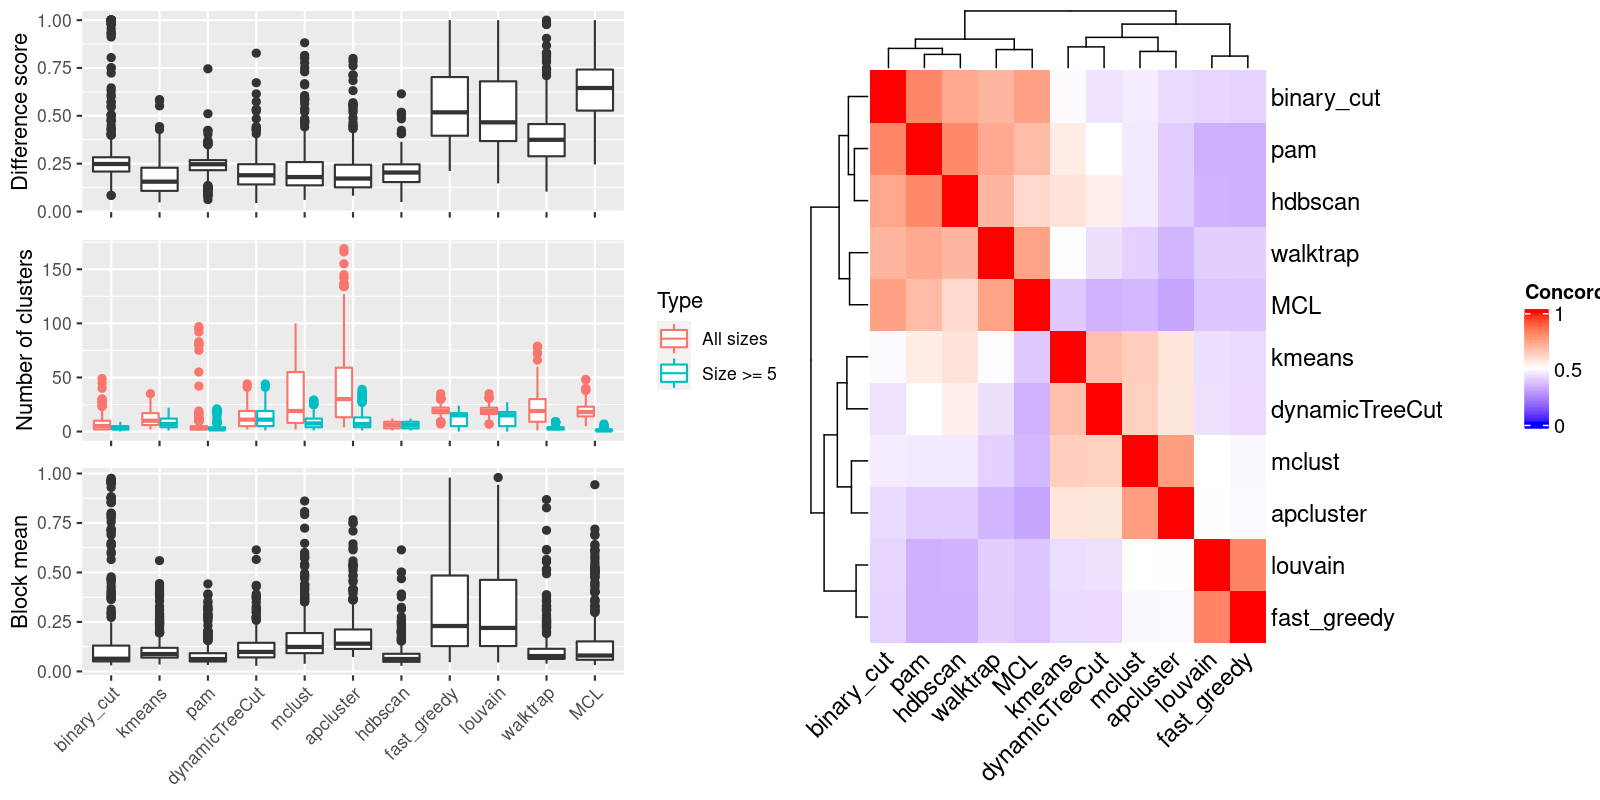 Difference score
1.00
0.75
0.50
0.25
0.00
Number of clusters
150
100
50
0
Block mean
1.00
0.75
0.50
0.25
0.00
binary_cut
kmeans
pam
dynamicTreeCut
mclust
apcluster
hdbscan
fast_greedy
louvain
walktrap
MCL
Type
All sizes
Size >= 5
binary_cut
pam
hdbscan
walktrap
MCL
kmeans
dynamicTreeCut
mclust
apcluster
louvain
fast_greedy
binary_cut
pam
hdbscan
walktrap
MCL
kmeans
dynamicTreeCut
mclust
apcluster
louvain
fast_greedy
Concord
1
0.5
0